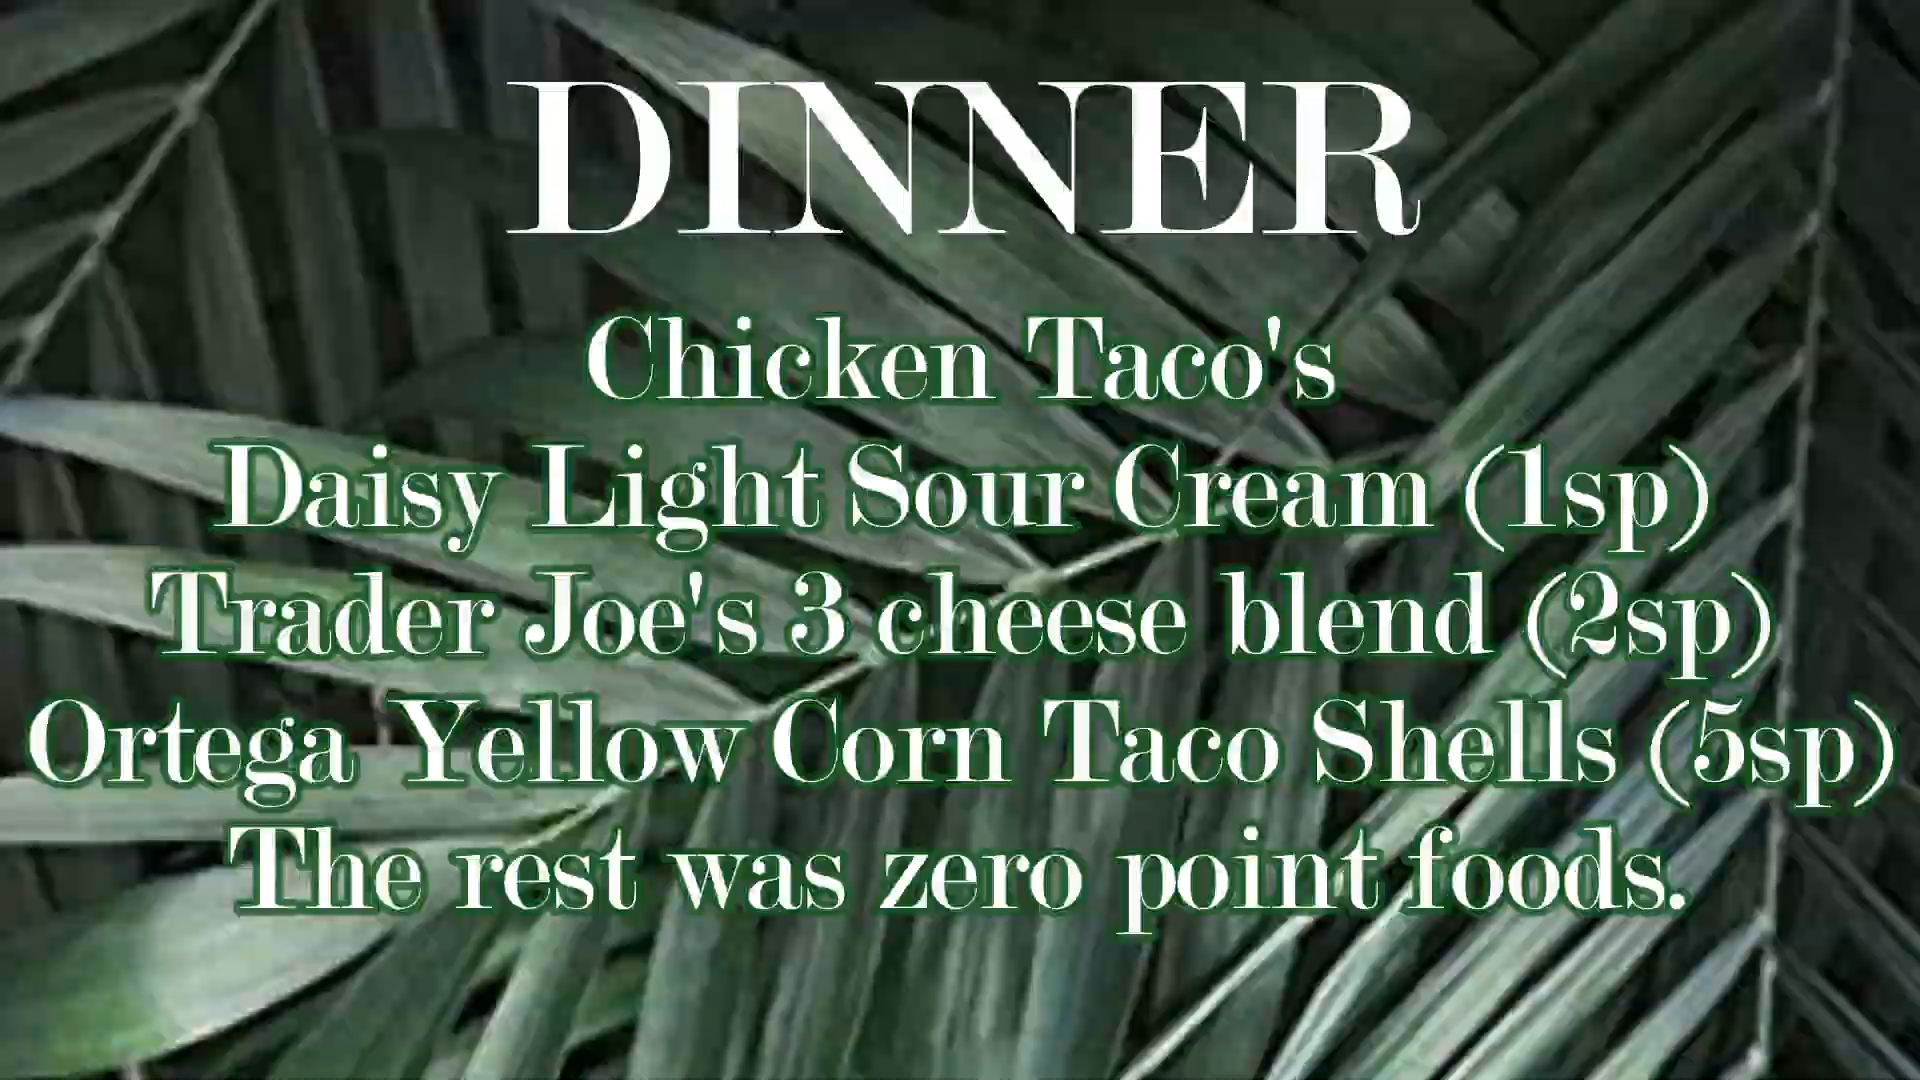 DINNER
Chicken Taco's
Daisy Light Sour Cream (1sp)
Trader Joe's 3 cheese blend (2sp)
Ortega Yellow Corn Taco Shells (5sp)
The rest was zero point foods.